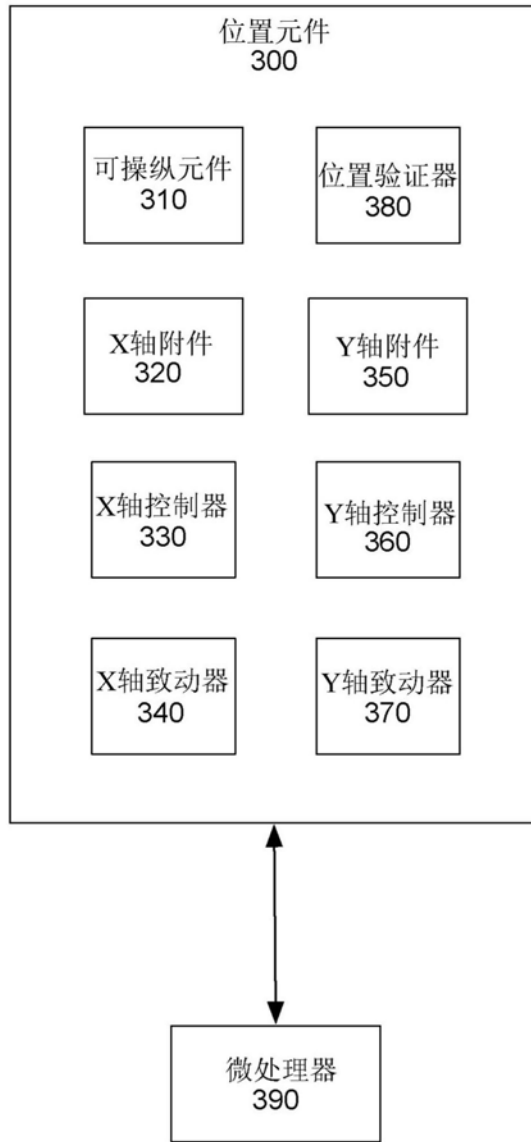 位置元件
300
可操纵元件
310
位置验证器
380
X轴附件
320
Y轴附件
350
X轴控制器
330
Y轴控制器
360
X轴致动器
340
Y轴致动器
370
微处理器
390